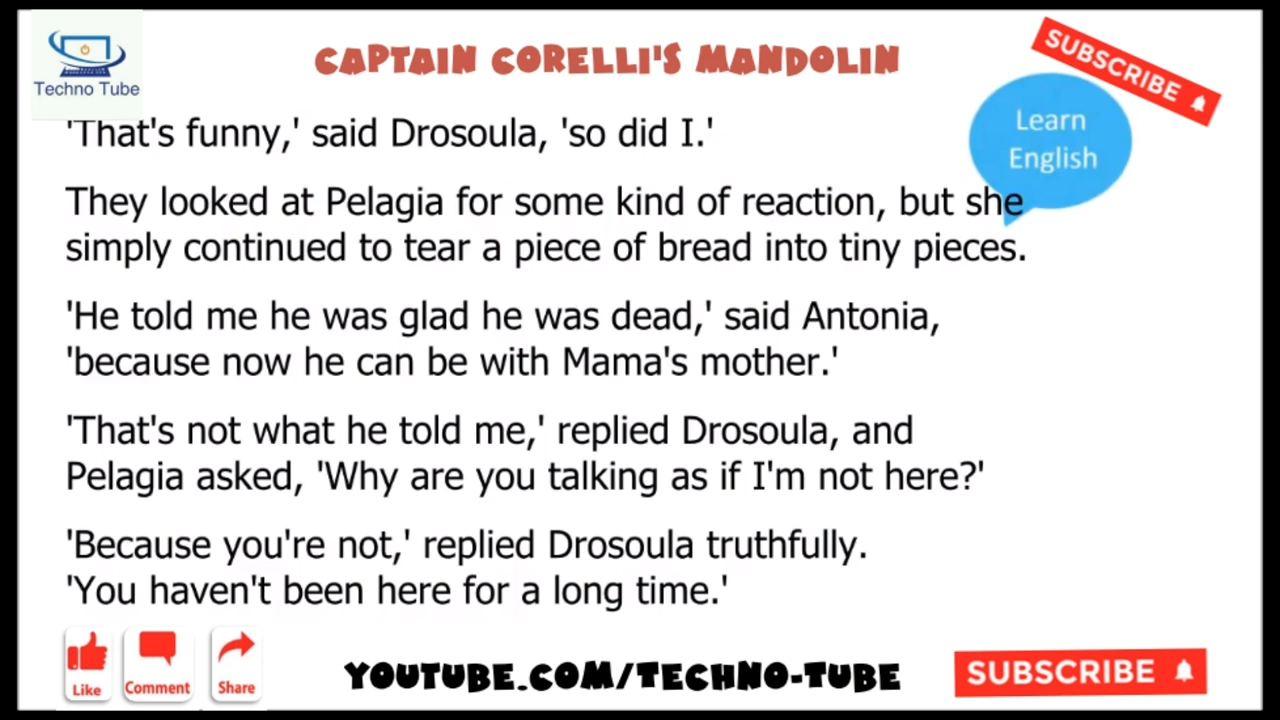 CAPTAIN CORELLI'S MANDOLIN
SUBSCRIBE
Techno Tube
Learn
English
'That's funny,' said Drosoula, 'so did I.'
They looked at Pelagia for some kind of reaction, but she
simply continued to tear a piece of bread into tiny pieces.
'He told me he was glad he was dead,' said Antonia,
'because now he can be with Mama's mother.'
'That's not what he told me,' replied Drosoula, and
Pelagia asked, 'Why are you talking as if I'm not here?'
'Because you're not,' replied Drosoula truthfully.
'You haven't been here for a long time.'
Like
Comment
Share
YOUTUBE.COM/TECHNO-TUBE
SUBSCRIBE